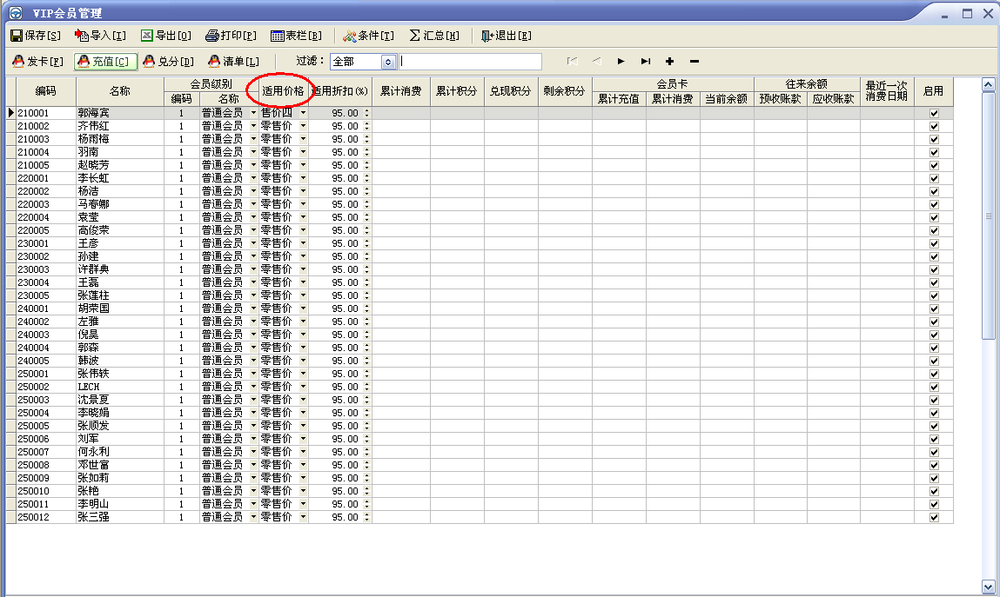 VIP会员管理
保存[S] 导入[I] 导出[O] 打印[P] 表栏[B] 条件[T] 汇总[H] 退出[E]
发卡[F] 充值[C] 兑分[D] 清单[L] 过滤： 全部
编码 名称 会员级别 适用价格 适用折扣(%) 累计消费 累计积分 兑现积分 剩余积分 会员卡 往来余额 最近一次消费日期 启用
编码 名称 累计充值 累计消费 当前余额 预收账款 应收账款
210001 郭海宾 1 普通会员 售价四 95.00
210002 齐伟红 1 普通会员 零售价 95.00
210003 杨雨梅 1 普通会员 零售价 95.00
210004 羽南 1 普通会员 零售价 95.00
210005 赵晓芳 1 普通会员 零售价 95.00
220001 李长虹 1 普通会员 零售价 95.00
220002 杨洁 1 普通会员 零售价 95.00
220003 马春娜 1 普通会员 零售价 95.00
220004 袁莹 1 普通会员 零售价 95.00
220005 高俊荣 1 普通会员 零售价 95.00
230001 王彦 1 普通会员 零售价 95.00
230002 孙建 1 普通会员 零售价 95.00
230003 许群典 1 普通会员 零售价 95.00
230004 王磊 1 普通会员 零售价 95.00
230005 张莲柱 1 普通会员 零售价 95.00
240001 胡荣国 1 普通会员 零售价 95.00
240002 左雅 1 普通会员 零售价 95.00
240003 倪昊 1 普通会员 零售价 95.00
240004 郭森 1 普通会员 零售价 95.00
240005 韩波 1 普通会员 零售价 95.00
250001 张伟轶 1 普通会员 零售价 95.00
250002 LECH 1 普通会员 零售价 95.00
250003 沈景夏 1 普通会员 零售价 95.00
250004 李晓娟 1 普通会员 零售价 95.00
250005 张顺发 1 普通会员 零售价 95.00
250006 刘军 1 普通会员 零售价 95.00
250007 何永利 1 普通会员 零售价 95.00
250008 邓世富 1 普通会员 零售价 95.00
250009 张如莉 1 普通会员 零售价 95.00
250010 张艳 1 普通会员 零售价 95.00
250011 李明山 1 普通会员 零售价 95.00
250012 张三强 1 普通会员 零售价 95.00